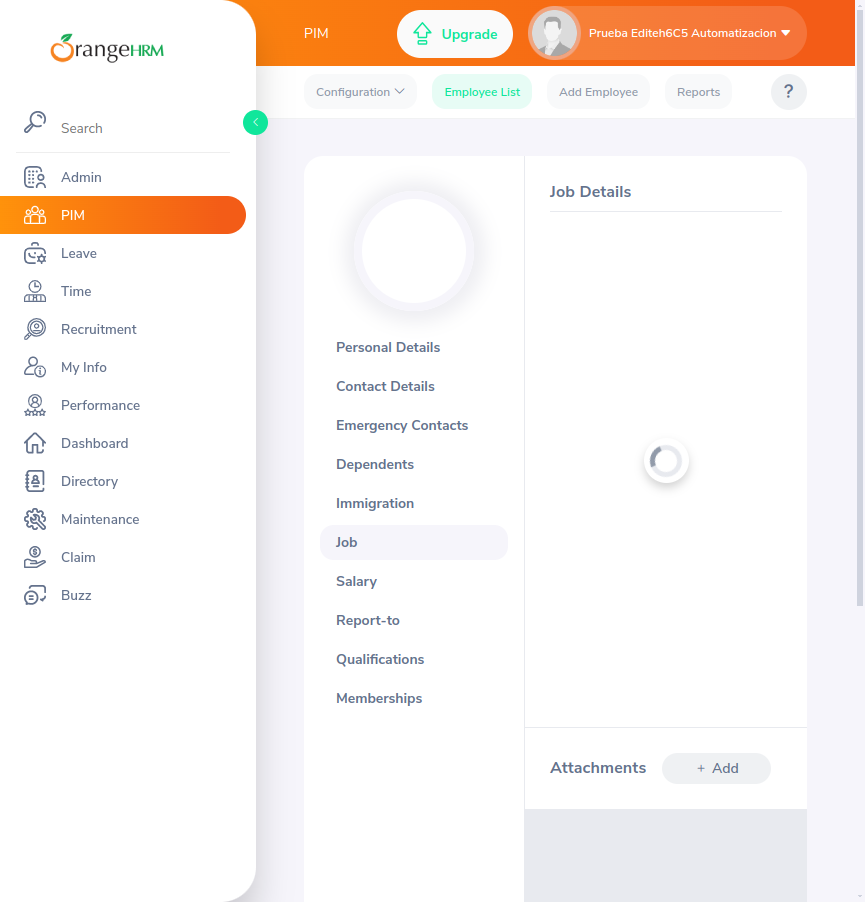 OrangeHRM
PIM
Upgrade
Prueba Editeh6C5 Automatizacion
Configuration
Employee List
Add Employee
Reports
?
Search
Admin
PIM
Leave
Time
Recruitment
My Info
Performance
Dashboard
Directory
Maintenance
Claim
Buzz
Personal Details
Contact Details
Emergency Contacts
Dependents
Immigration
Job
Salary
Report-to
Qualifications
Memberships
Job Details
Attachments
+ Add